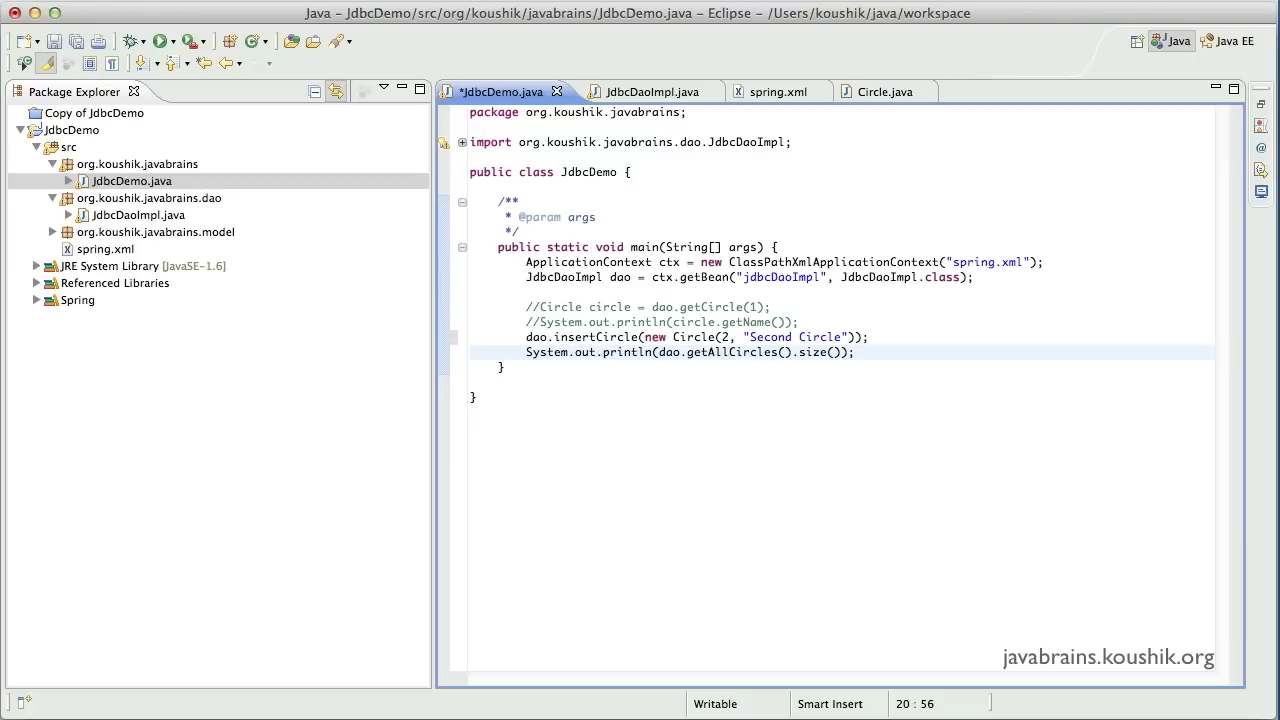 Java – JdbcDemo/src/org/koushik/javabrains/JdbcDemo.java – Eclipse – /Users/koushik/java/workspace
Java
Java EE
Package Explorer
Copy of JdbcDemo
JdbcDemo
src
org.koushik.javabrains
JdbcDemo.java
org.koushik.javabrains.dao
JdbcDaoImpl.java
org.koushik.javabrains.model
spring.xml
JRE System Library [JavaSE-1.6]
Referenced Libraries
Spring
*JdbcDemo.java
JdbcDaoImpl.java
spring.xml
Circle.java
package org.koushik.javabrains;
import org.koushik.javabrains.dao.JdbcDaoImpl;
public class JdbcDemo {
/**
* @param args
*/
public static void main(String[] args) {
ApplicationContext ctx = new ClassPathXmlApplicationContext("spring.xml");
JdbcDaoImpl dao = ctx.getBean("jdbcDaoImpl", JdbcDaoImpl.class);
//Circle circle = dao.getCircle(1);
//System.out.println(circle.getName());
dao.insertCircle(new Circle(2, "Second Circle"));
System.out.println(dao.getAllCircles().size());
}
}
javabrains.koushik.org
Writable
Smart Insert
20 : 56